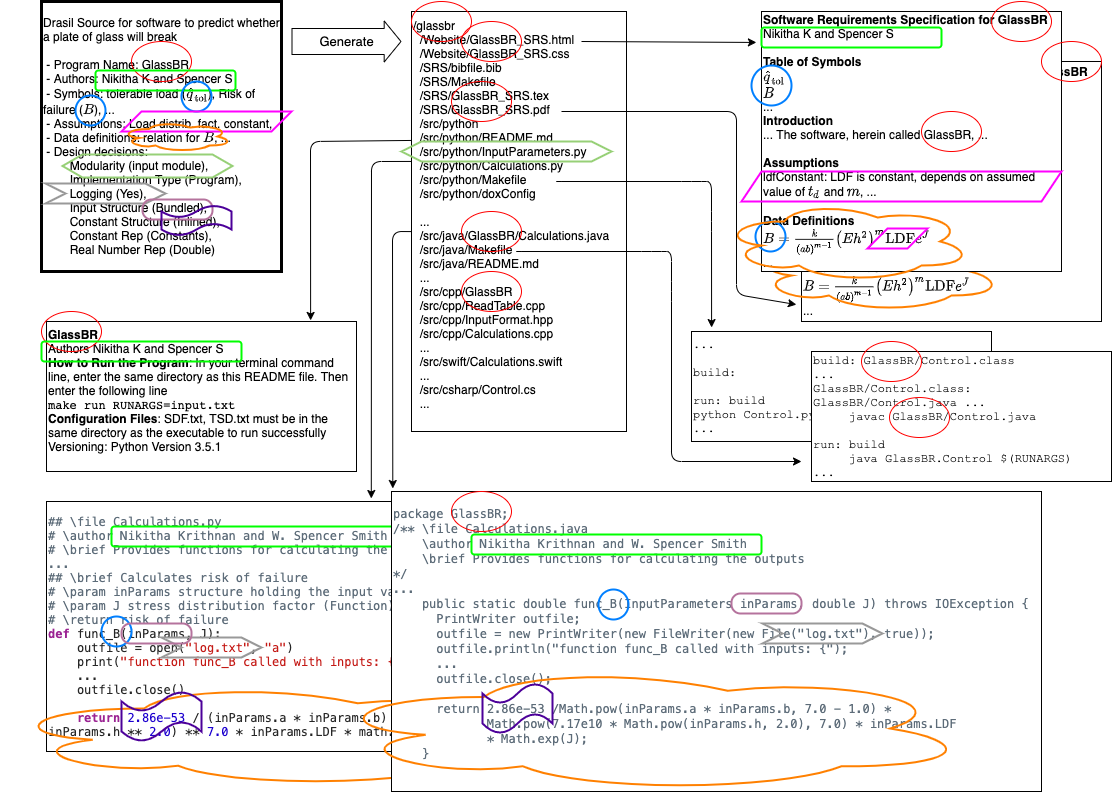 Drasil Source for software to predict whether
a plate of glass will break
- Program Name: GlassBR
- Authors: Nikitha K and Spencer S
- Symbols: tolerable load (q̂tol), Risk of
failure (B), ...
- Assumptions: Load distrib. fact. constant,
- Data definitions: relation for B, ...
- Design decisions:
Modularity (input module),
Implementation Type (Program),
Logging (Yes),
Input Structure (Bundled),
Constant Structure (Inlined),
Constant Rep (Constants),
Real Number Rep (Double)
Generate
/glassbr
/Website/GlassBR_SRS.html
/Website/GlassBR_SRS.css
/SRS/bibfile.bib
/SRS/Makefile
/SRS/GlassBR_SRS.tex
/SRS/GlassBR_SRS.pdf
/src/python
/src/python/README.md
/src/python/InputParameters.py
/src/python/Calculations.py
/src/python/Makefile
/src/python/doxConfig
...
/src/java/GlassBR/Calculations.java
/src/java/Makefile
/src/java/README.md
...
/src/cpp/GlassBR
/src/cpp/ReadTable.cpp
/src/cpp/InputFormat.hpp
/src/cpp/Calculations.cpp
...
/src/swift/Calculations.swift
...
/src/csharp/Control.cs
...
Software Requirements Specification for GlassBR
Nikitha K and Spencer S
Table of Symbols
q̂tol
B
...
Introduction
... The software, herein called GlassBR, ...
Assumptions
ldfConstant: LDF is constant, depends on assumed
value of t_d and m, ...
Data Definitions
B = k/(ab)^(m−1) (Eh²)^m LDFe^J
sBR
B = k/(ab)^(m−1) (Eh²)^m LDFe^J
...
GlassBR
Authors Nikitha K and Spencer S
How to Run the Program: In your terminal command
line, enter the same directory as this README file. Then
enter the following line
make run RUNARGS=input.txt
Configuration Files: SDF.txt, TSD.txt must be in the
same directory as the executable to run successfully
Versioning: Python Version 3.5.1
...
build:
run: build
python Control.py
...
build: GlassBR/Control.class
...
GlassBR/Control.class:
GlassBR/Control.java ...
javac GlassBR/Control.java
run: build
java GlassBR.Control $(RUNARGS)
...
## \file Calculations.py
# \author Nikitha Krithnan and W. Spencer Smith
# \brief Provides functions for calculating the
...
## \brief Calculates risk of failure
# \param inParams structure holding the input va
# \param J stress distribution factor (Function)
# \return risk of failure
def func_B(inParams, J):
outfile = open("log.txt", "a")
print("function func_B called with inputs: {
...
outfile.close()
return 2.86e-53 / (inParams.a * inParams.b)
inParams.h ** 2.0) ** 7.0 * inParams.LDF * math
package GlassBR;
/** \file Calculations.java
\author Nikitha Krithnan and W. Spencer Smith
\brief Provides functions for calculating the outputs
*/
...
public static double func_B(InputParameters inParams, double J) throws IOException {
PrintWriter outfile;
outfile = new PrintWriter(new FileWriter(new File("log.txt"), true));
outfile.println("function func_B called with inputs: {");
...
outfile.close();
return 2.86e-53 /Math.pow(inParams.a * inParams.b, 7.0 - 1.0) *
Math.pow(7.17e10 * Math.pow(inParams.h, 2.0), 7.0) * inParams.LDF
* Math.exp(J);
}